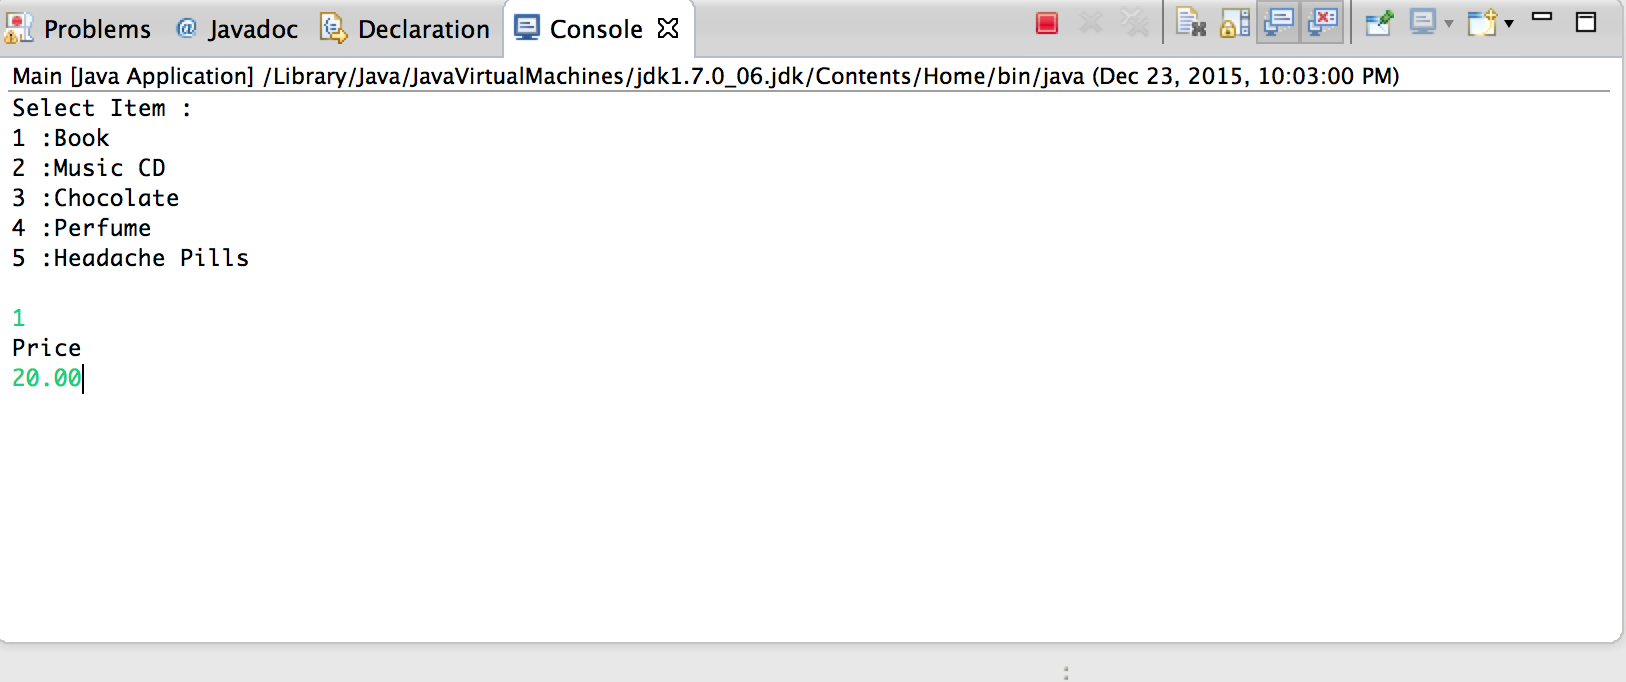 Problems @ Javadoc Declaration Console
Main [Java Application] /Library/Java/JavaVirtualMachines/jdk1.7.0_06.jdk/Contents/Home/bin/java (Dec 23, 2015, 10:03:00 PM)
Select Item :
1 :Book
2 :Music CD
3 :Chocolate
4 :Perfume
5 :Headache Pills
1
Price
20.00